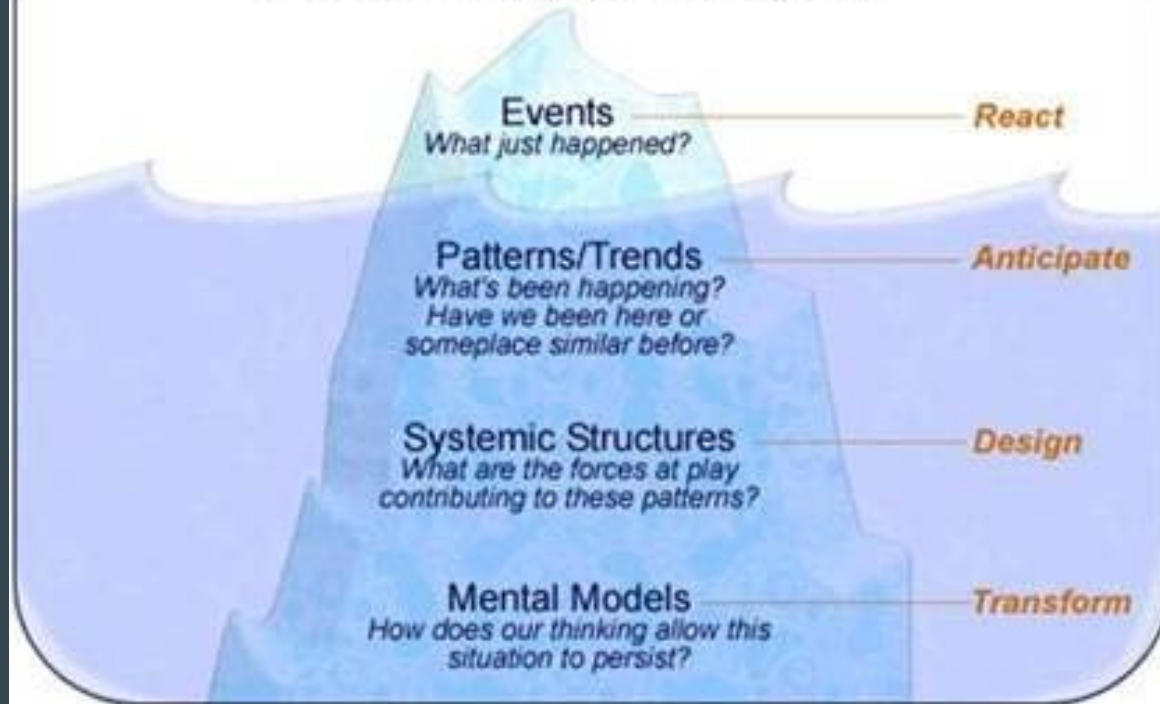 Events
React
What just happened?
Patterns/Trends
Anticipate
What's been happening?
Have we been here or
someplace similar before?
Systemic Structures
Design
What are the forces at play
contributing to these patterns?
Mental Models
Transform
How does our thinking allow this
situation to persist?